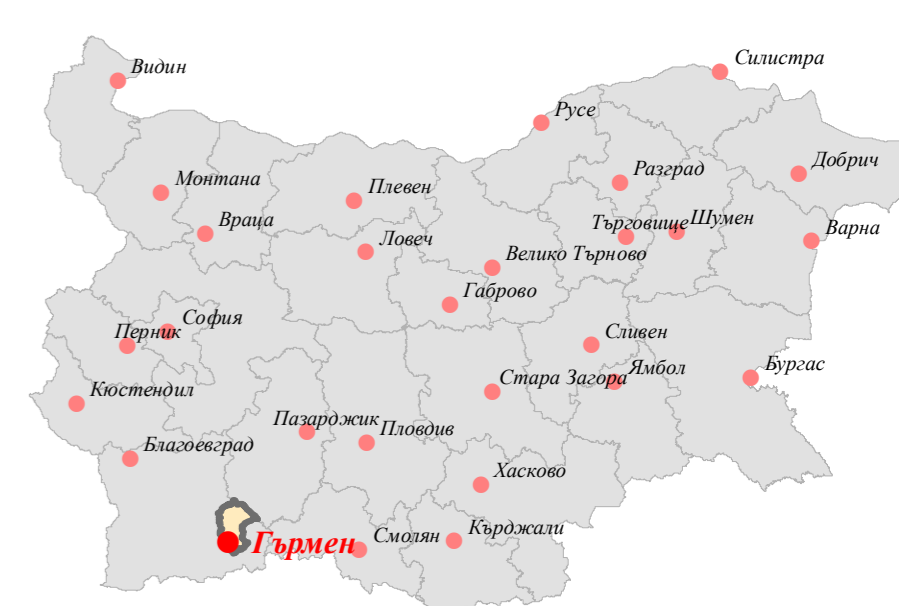 Силистра
Видин
Русе
Добрич
Разград
Монтана
Плевен
Търговище
Шумен
Враца
Варна
Ловеч
Велико Търново
Габрово
София
Перник
Сливен
Бургас
Ямбол
Стара Загора
Кюстендил
Пазарджик
Пловдив
Благоевград
Хасково
Кърджали
Смолян
Гърмен